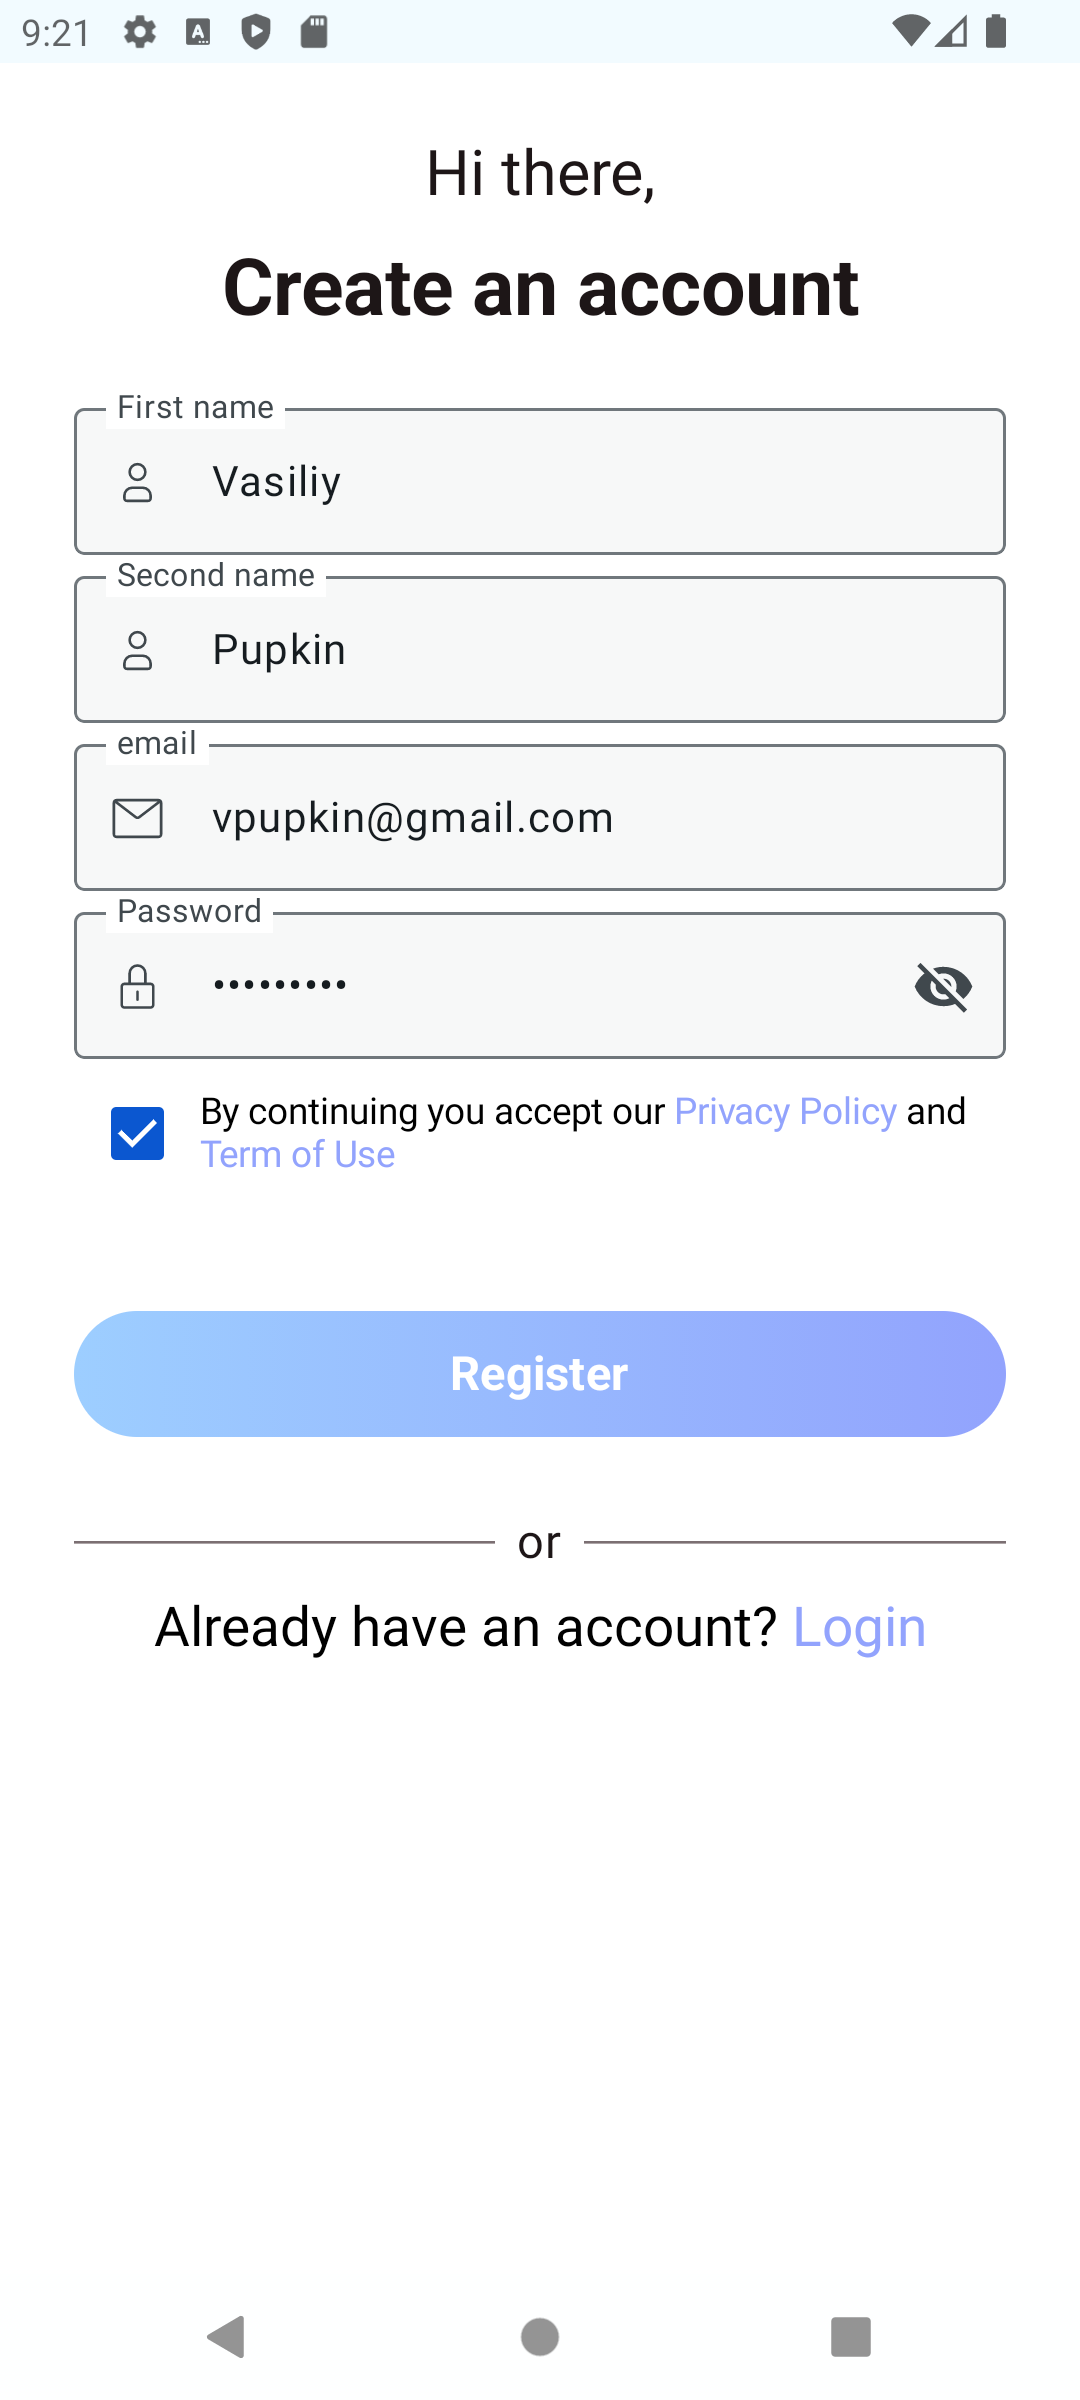 9:21
Hi there,
Create an account
First name
Vasiliy
Second name
Pupkin
email
vpupkin@gmail.com
Password
•••••••••
By continuing you accept our Privacy Policy and
Term of Use
Register
or
Already have an account? Login